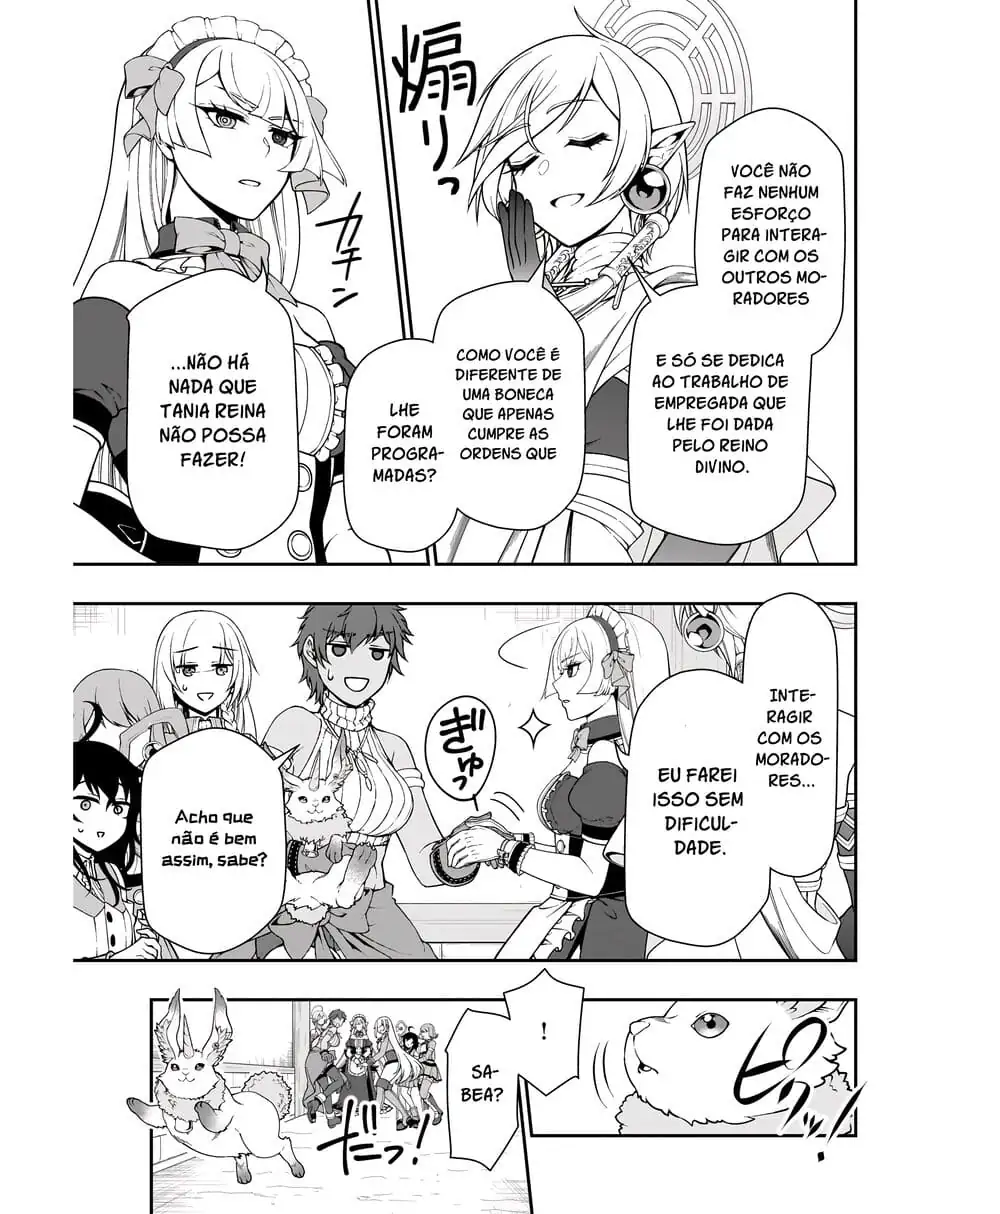 VOCÊ NÃO
FAZ NENHUM
ESFORÇO
PARA INTERA-
GIR COM OS
OUTROS MO-
RADORES
E SÓ SE DEDICA
AO TRABALHO DE
EMPREGADA QUE
LHE FOI DADA
PELO REINO
DIVINO.
煽りっ
COMO VOCÊ É
DIFERENTE DE
UMA BONECA
QUE APENAS
CUMPRE AS
ORDENS QUE
LHE
FORAM
PROGRA-
MADAS?
カチン
...NÃO HÁ
NADA QUE
TANIA REINA
NÃO POSSA
FAZER!
INTE-
RAGIR
COM OS
MORADO-
RES...
EU FAREI
ISSO SEM
DIFICUL-
DADE.
ぎゅっ
Acho que
não é bem
assim, sabe?
ピクッ!
!
SA-
BEA?
だっ!